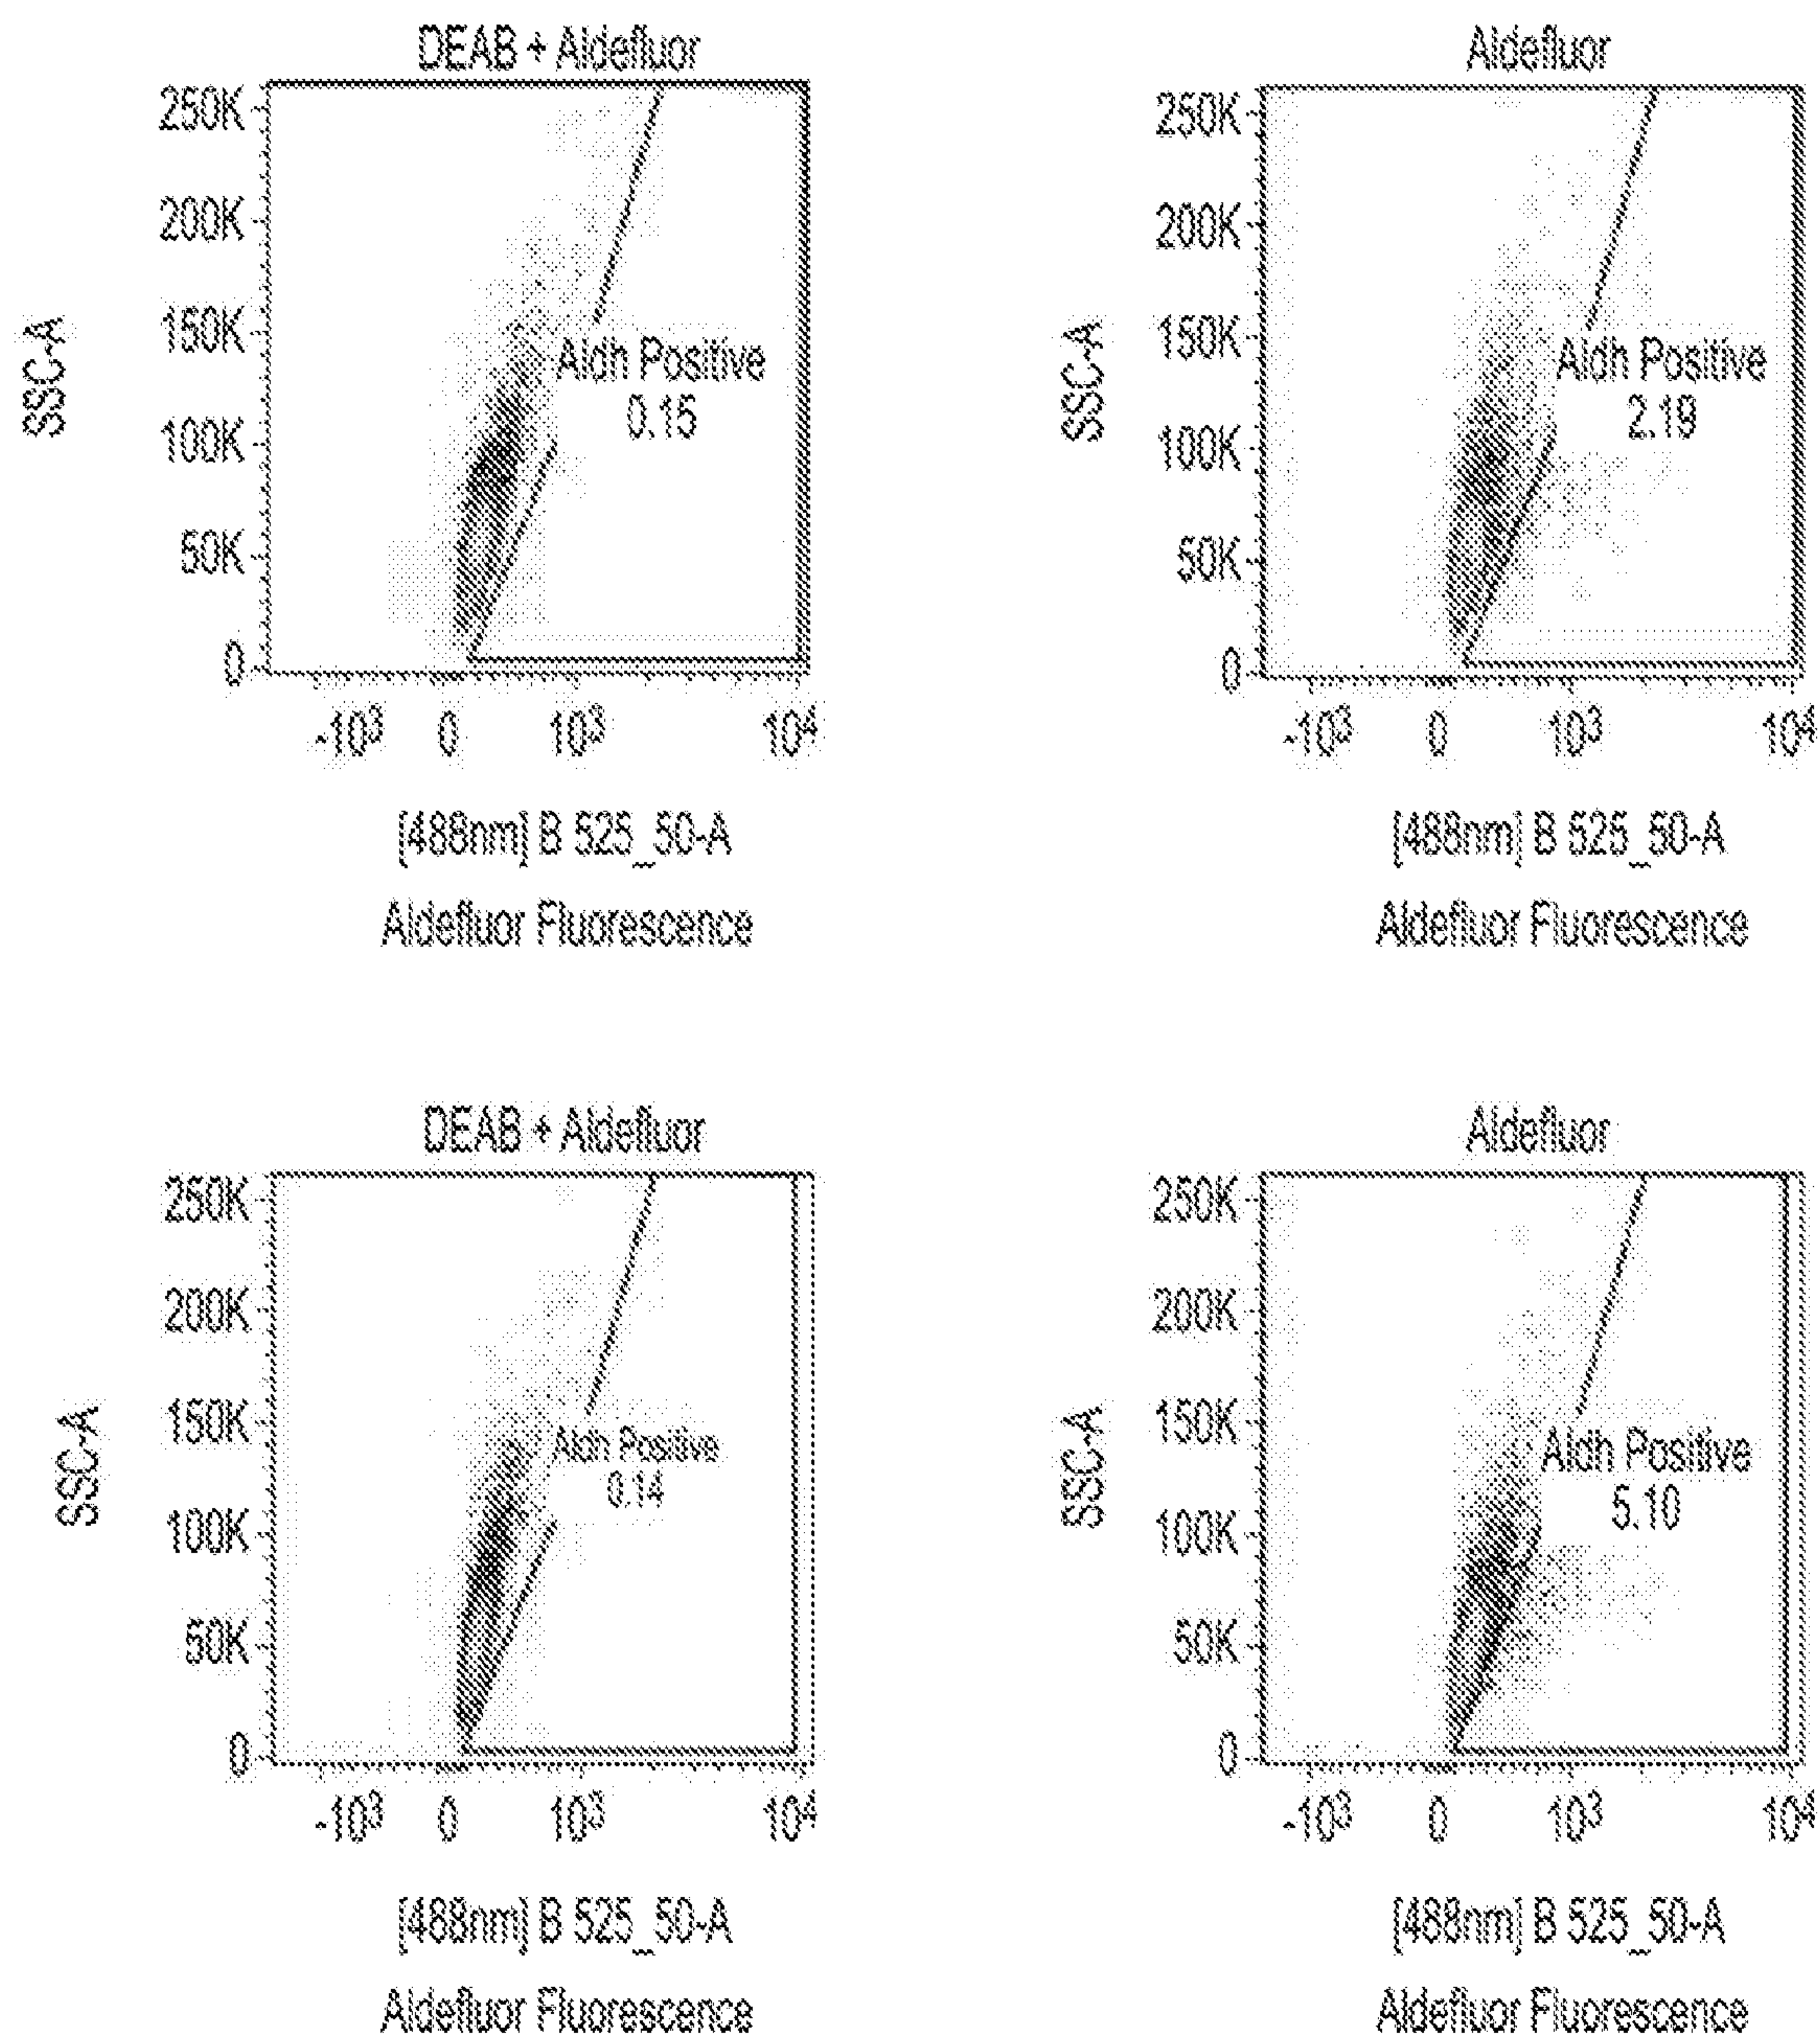 DEAB + Aldefluor
250K
200K
150K
100K
50K
0
SSC-A
Aldh Positive
0.15
-10³ 0 10³ 10⁴
[488nm] B 525_50-A
Aldefluor Fluorescence
Aldefluor
250K
200K
150K
100K
50K
0
SSC-A
Aldh Positive
2.19
-10³ 0 10³ 10⁴
[488nm] B 525_50-A
Aldefluor Fluorescence
DEAB + Aldefluor
250K
200K
150K
100K
50K
0
SSC-A
Aldh Positive
0.14
-10³ 0 10³ 10⁴
[488nm] B 525_50-A
Aldefluor Fluorescence
Aldefluor
250K
200K
150K
100K
50K
0
SSC-A
Aldh Positive
5.10
-10³ 0 10³ 10⁴
[488nm] B 525_50-A
Aldefluor Fluorescence